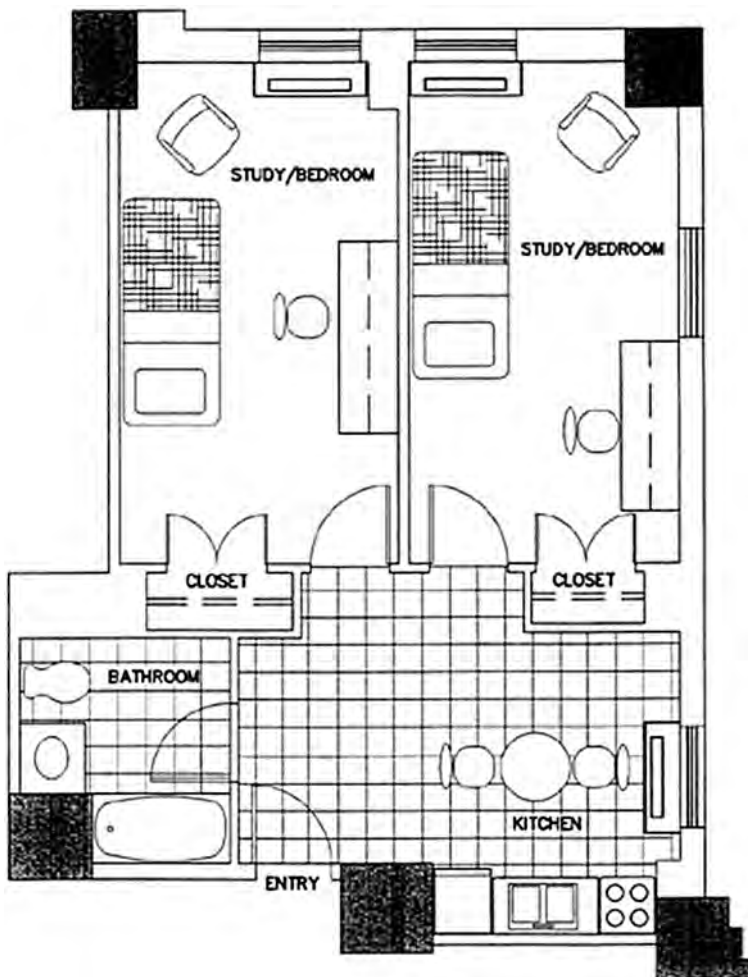 STUDY/BEDROOM
STUDY/BEDROOM
CLOSET
CLOSET
BATHROOM
KITCHEN
ENTRY